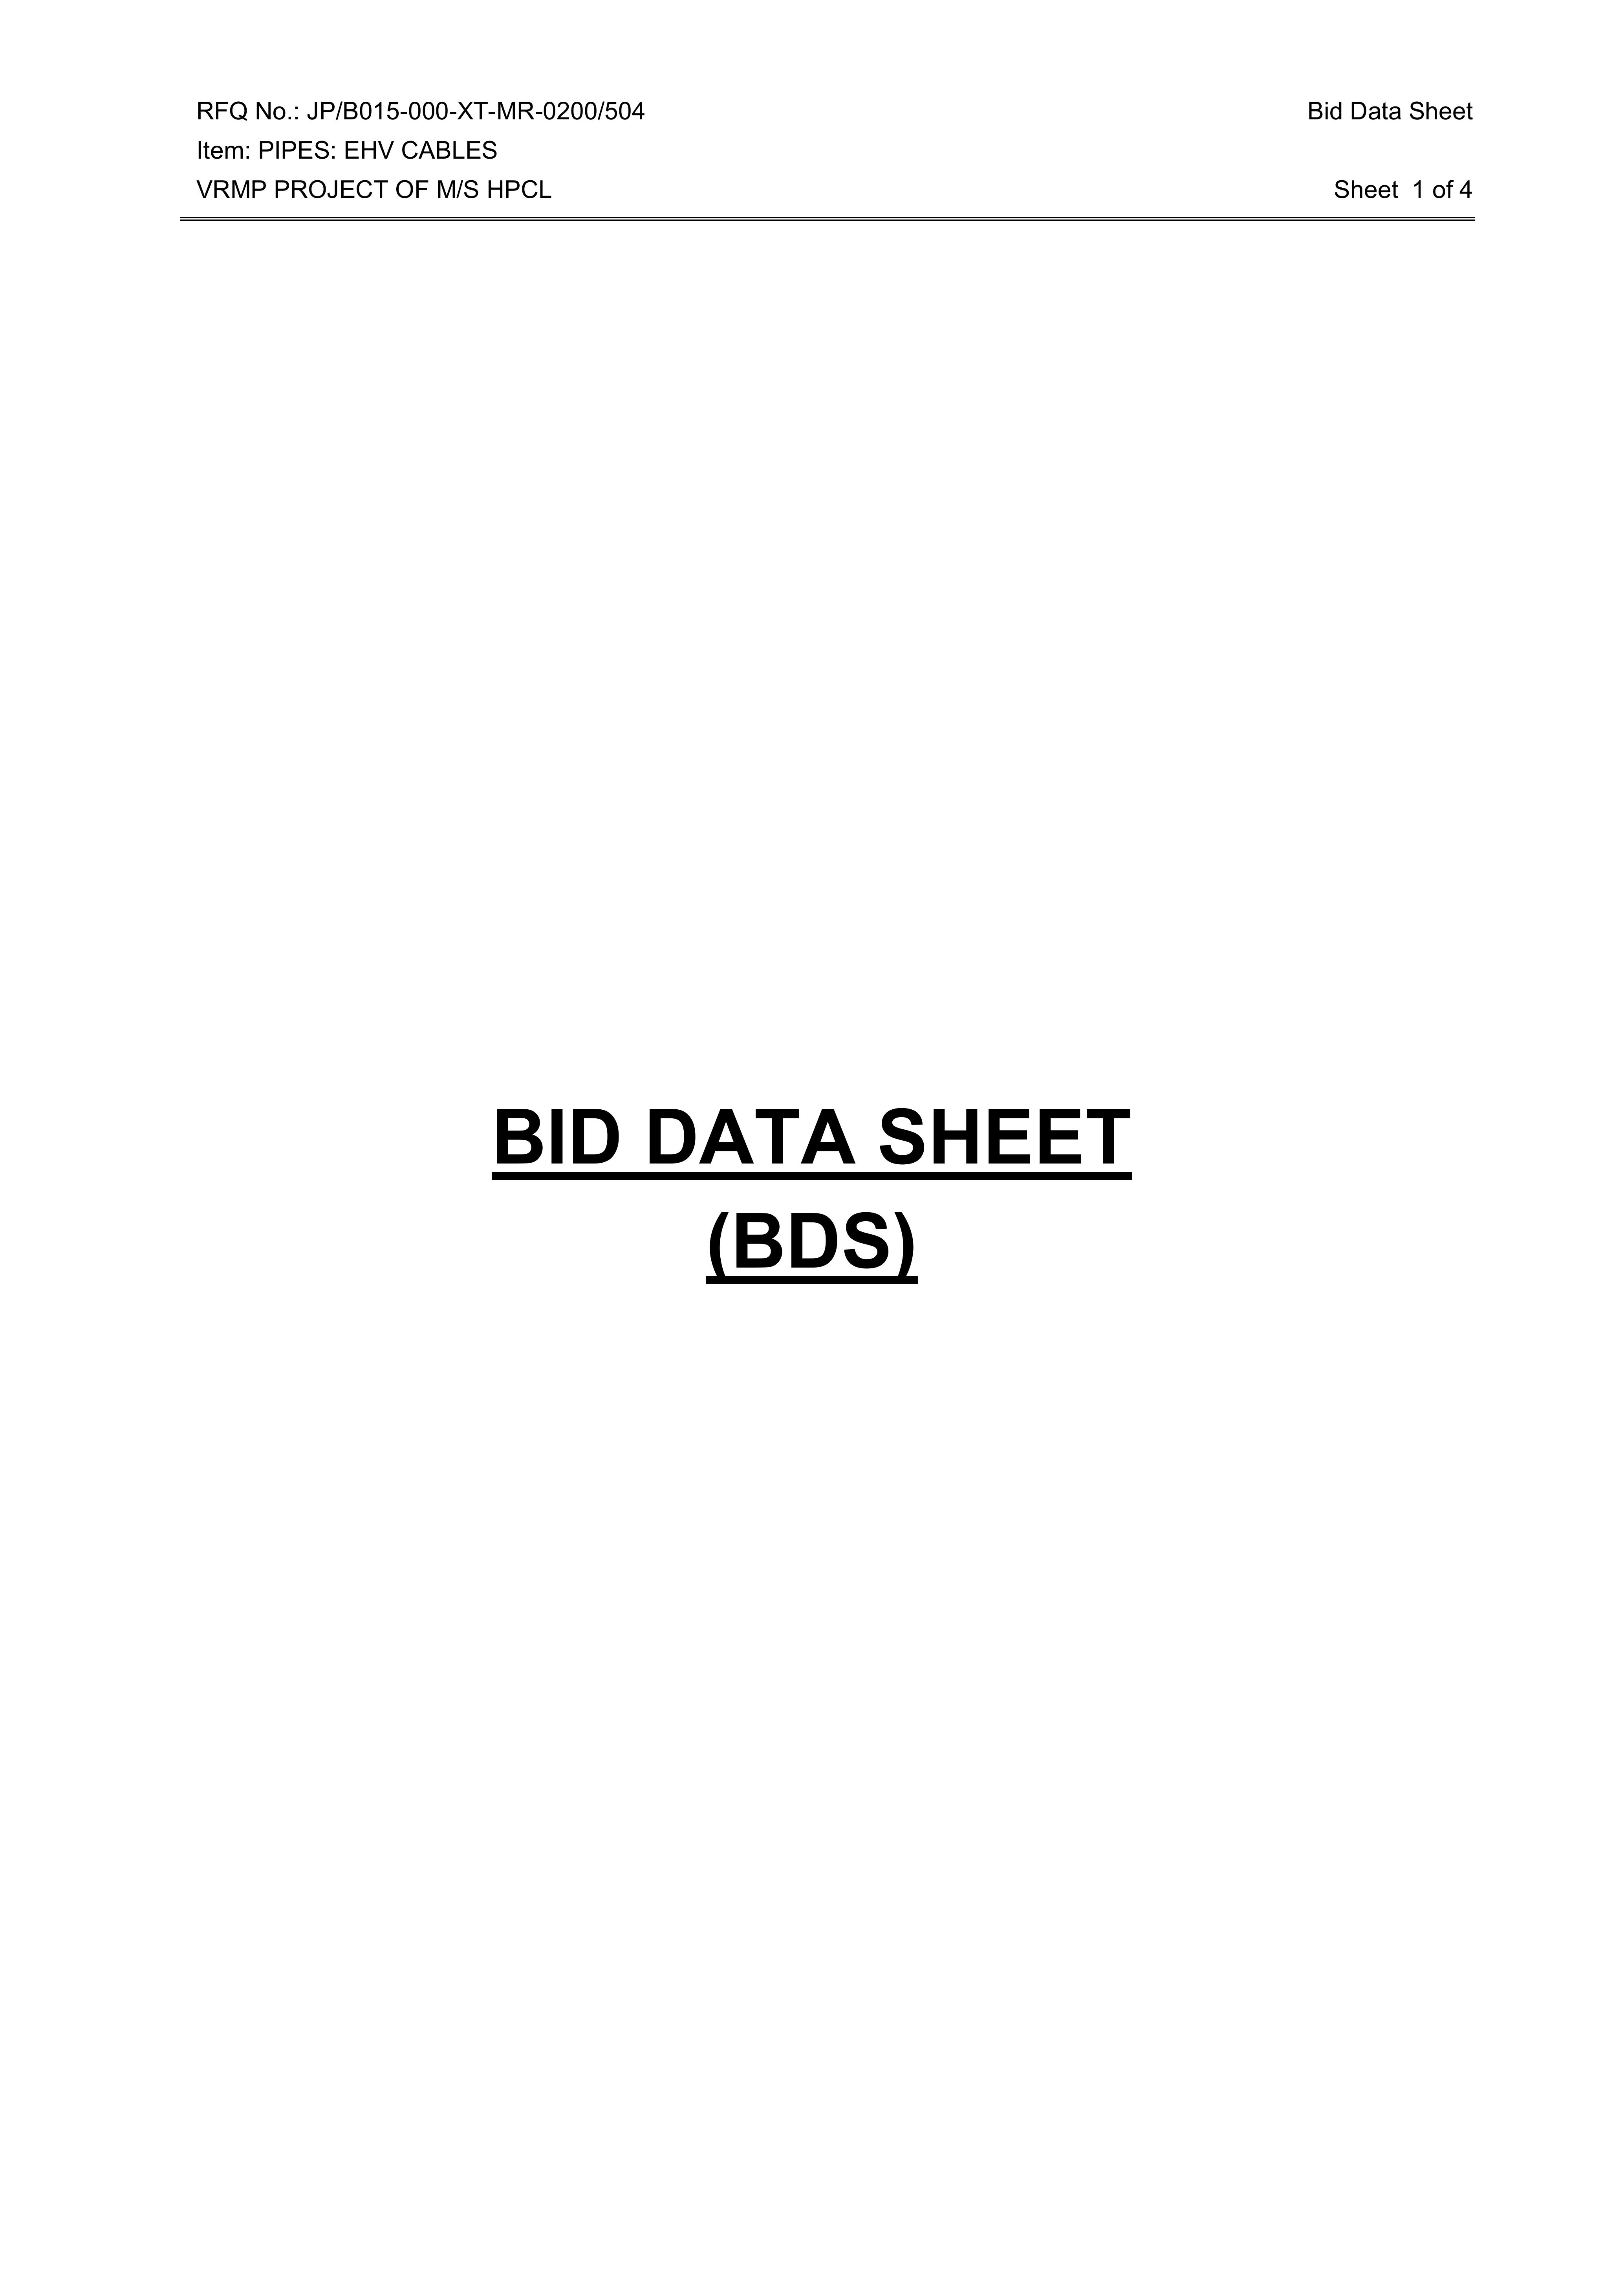 RFQ No.: JP/B015-000-XT-MR-0200/504 Bid Data Sheet
Item: PIPES: EHV CABLES
VRMP PROJECT OF M/S HPCL Sheet 1 of 4
BID DATA SHEET
(BDS)